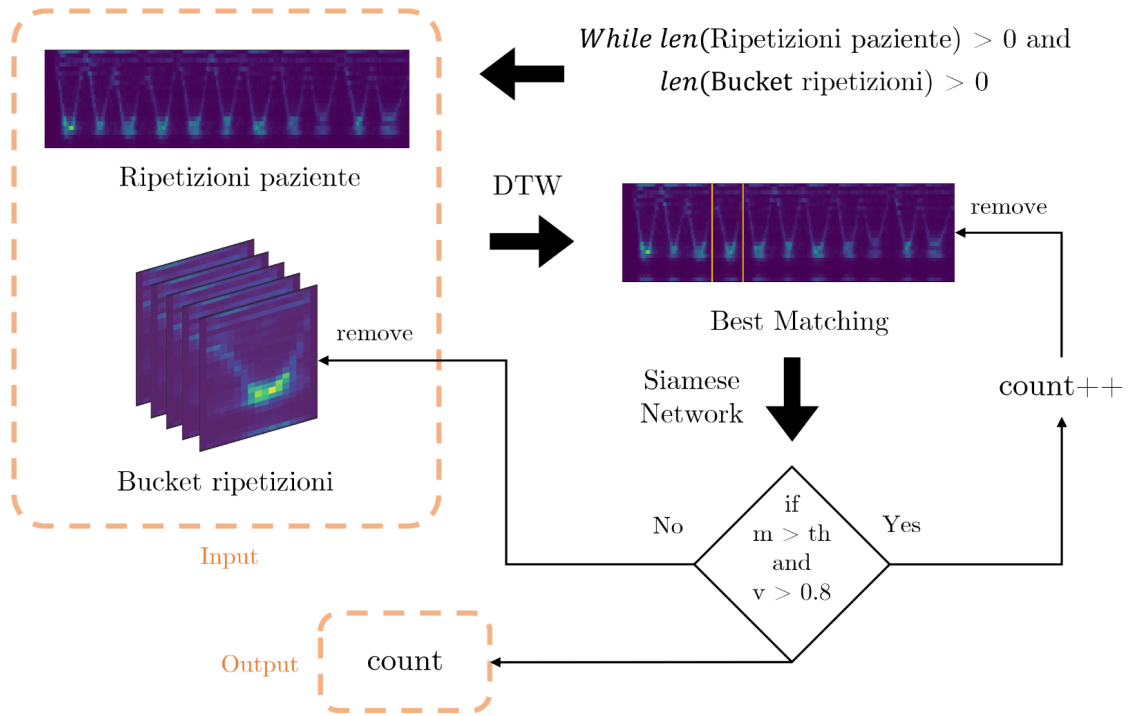 While len(Ripetizioni paziente) > 0 and
len(Bucket ripetizioni) > 0
Ripetizioni paziente
DTW
remove
Best Matching
remove
Siamese
Network
count++
Bucket ripetizioni
if
m > th
and
v > 0.8
No
Yes
Input
Output
count